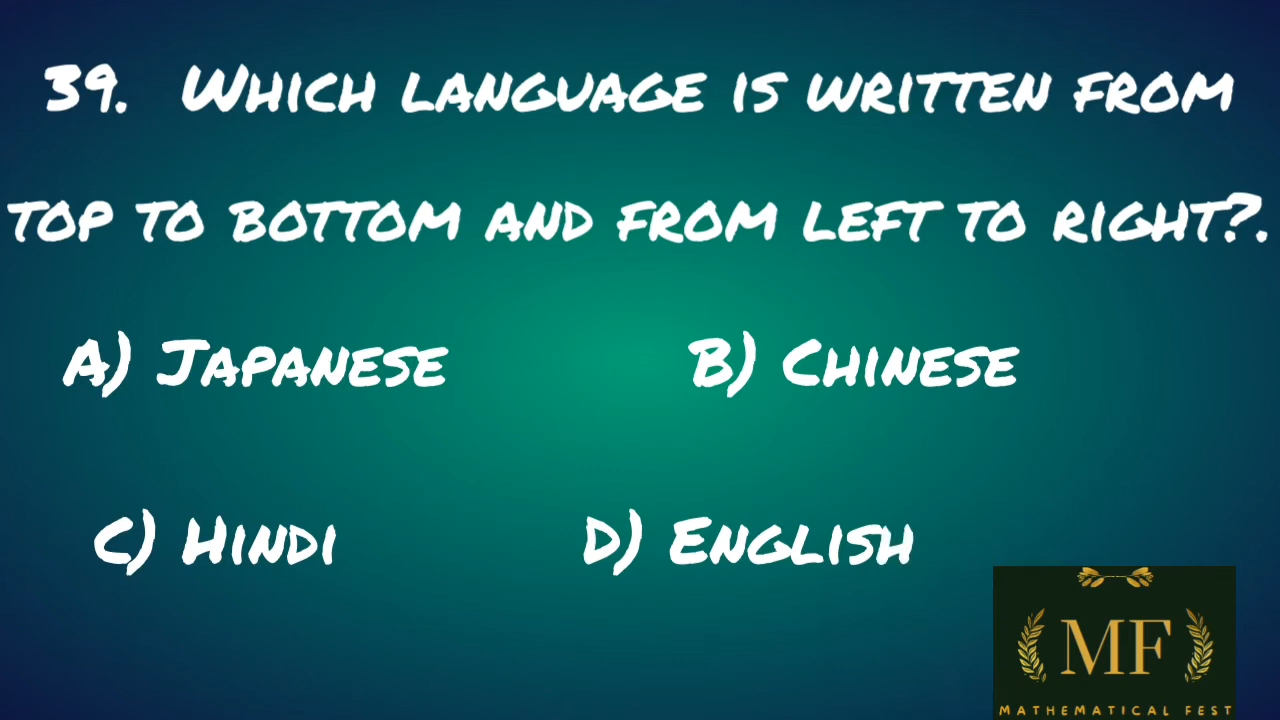 39. Which language is written from
top to bottom and from left to right?.
A) Japanese B) Chinese
C) Hindi D) English
MF
MATHEMATICAL FEST